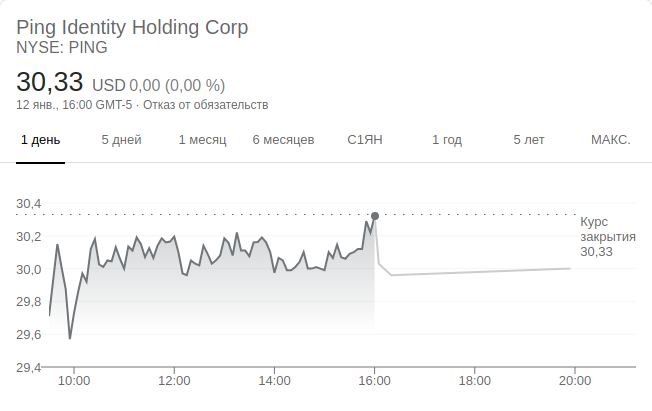 Ping Identity Holding Corp
NYSE: PING
30,33 USD 0,00 (0,00 %)
12 янв., 16:00 GMT-5 · Отказ от обязательств
1 день 5 дней 1 месяц 6 месяцев С1ЯН 1 год 5 лет МАКС.
30,4
Курс
30,2
закрытия
30,33
30,0
29,8
29,6
29,4
10:00 12:00 14:00 16:00 18:00 20:00